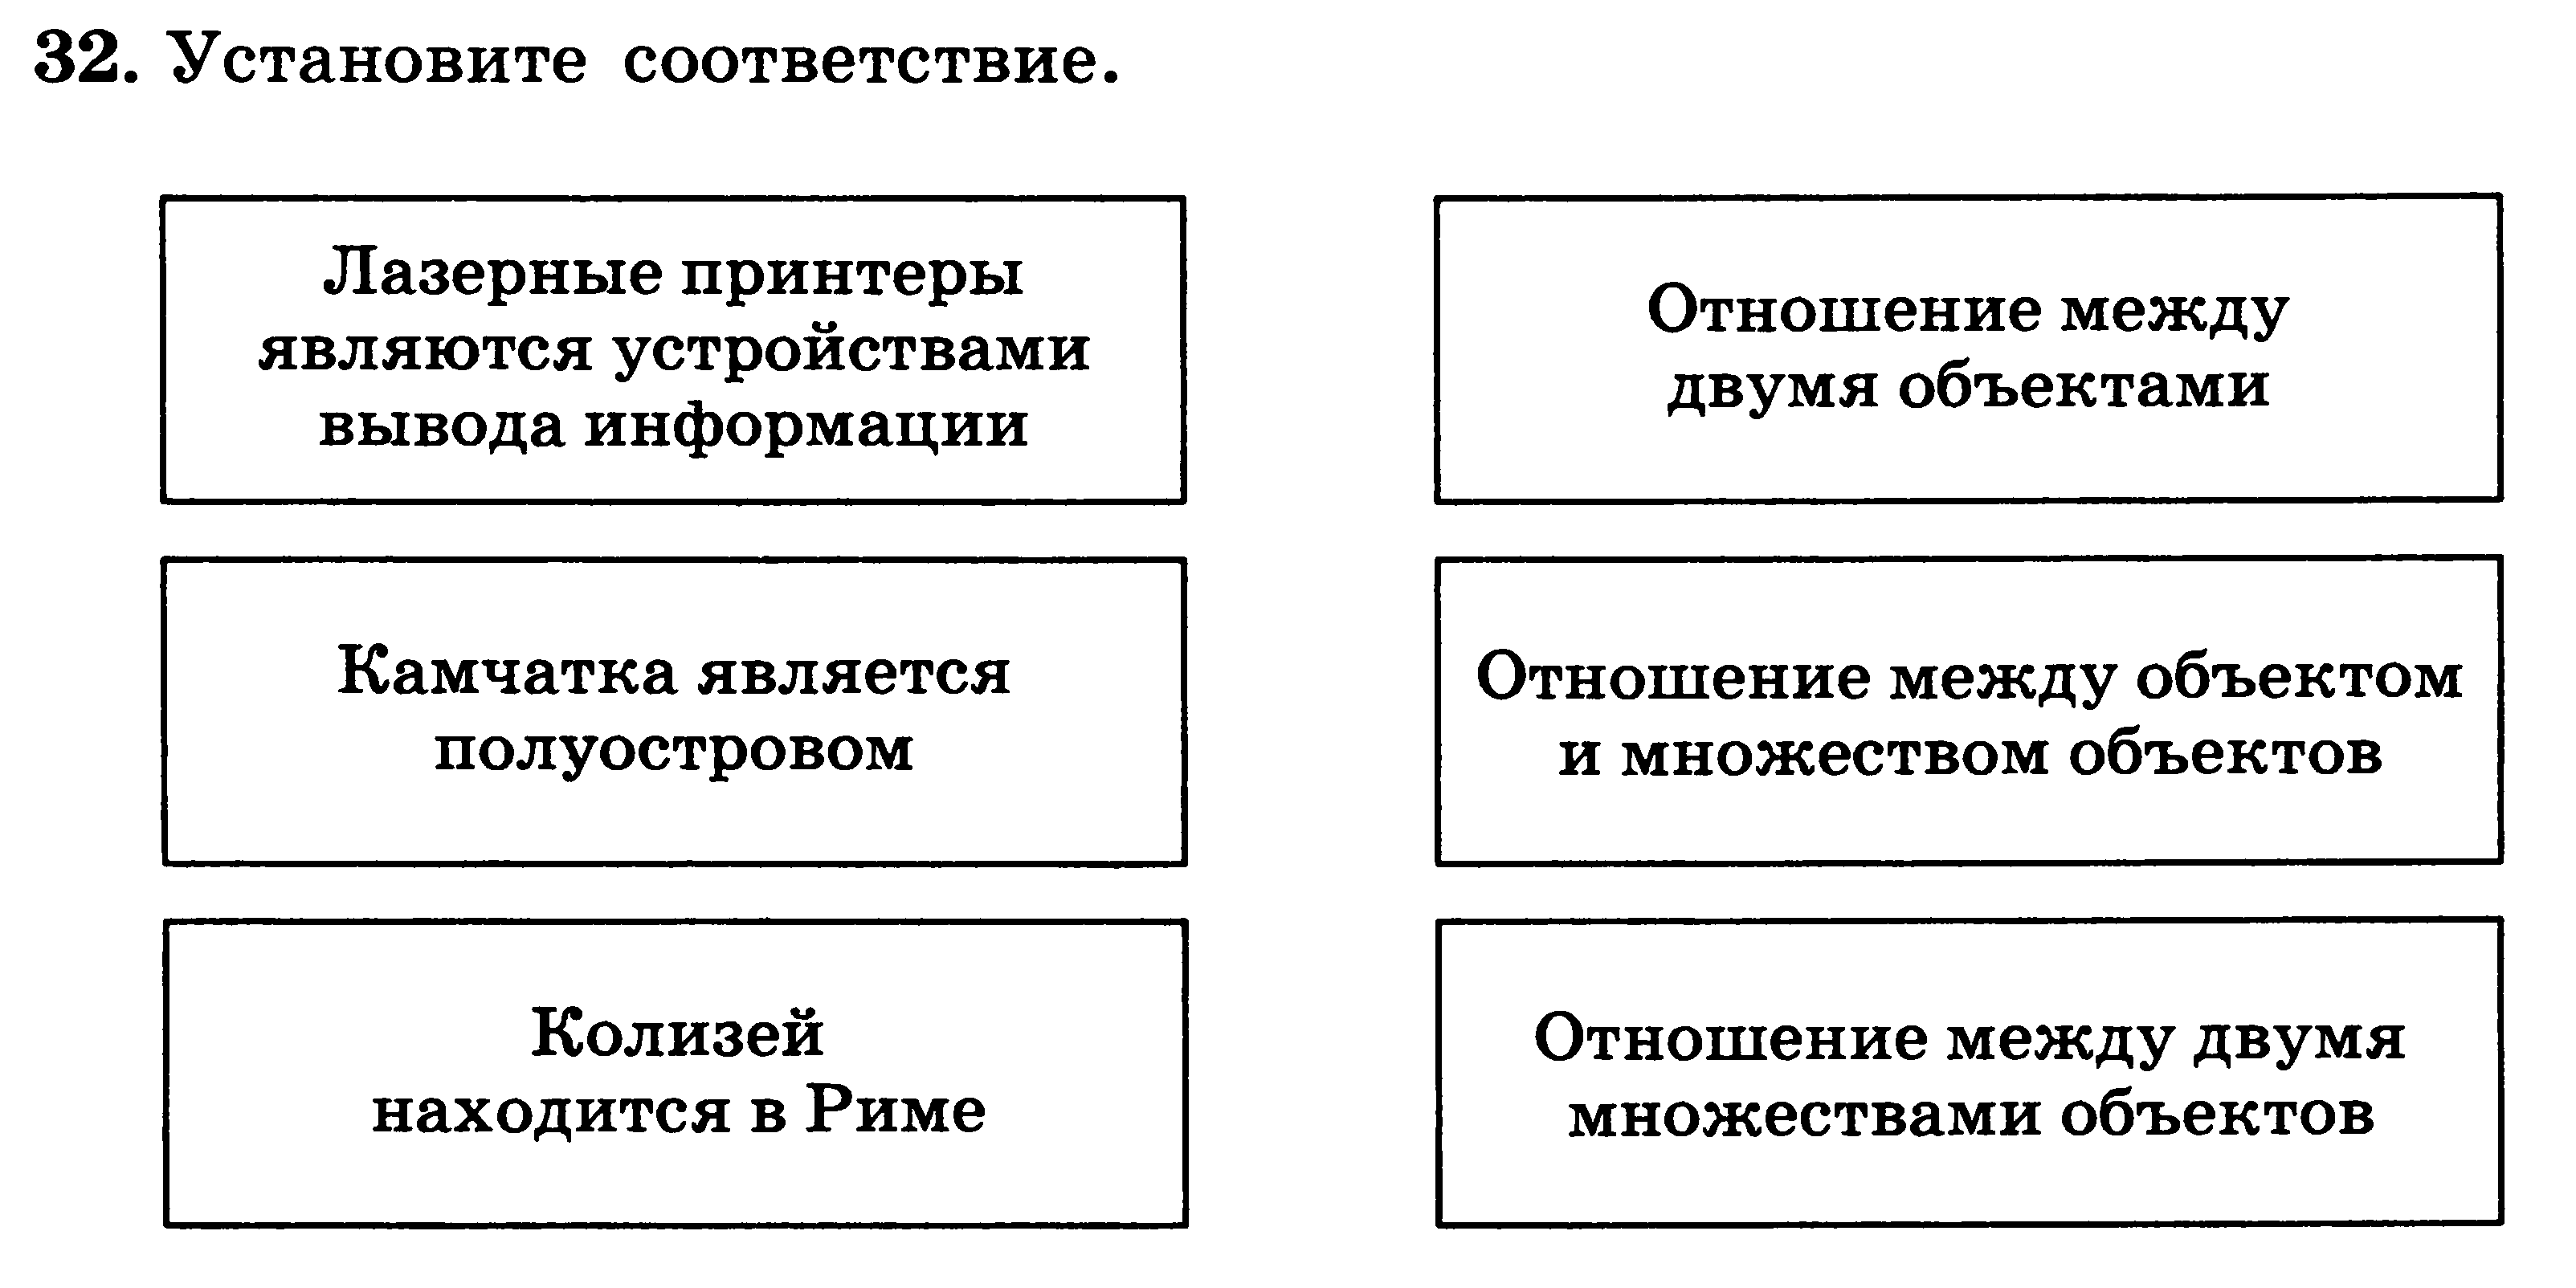 32. Установите соответствие.
Лазерные принтеры
являются устройствами
вывода информации
Отношение между
двумя объектами
Камчатка является
полуостровом
Отношение между объектом
и множеством объектов
Колизей
находится в Риме
Отношение между двумя
множествами объектов